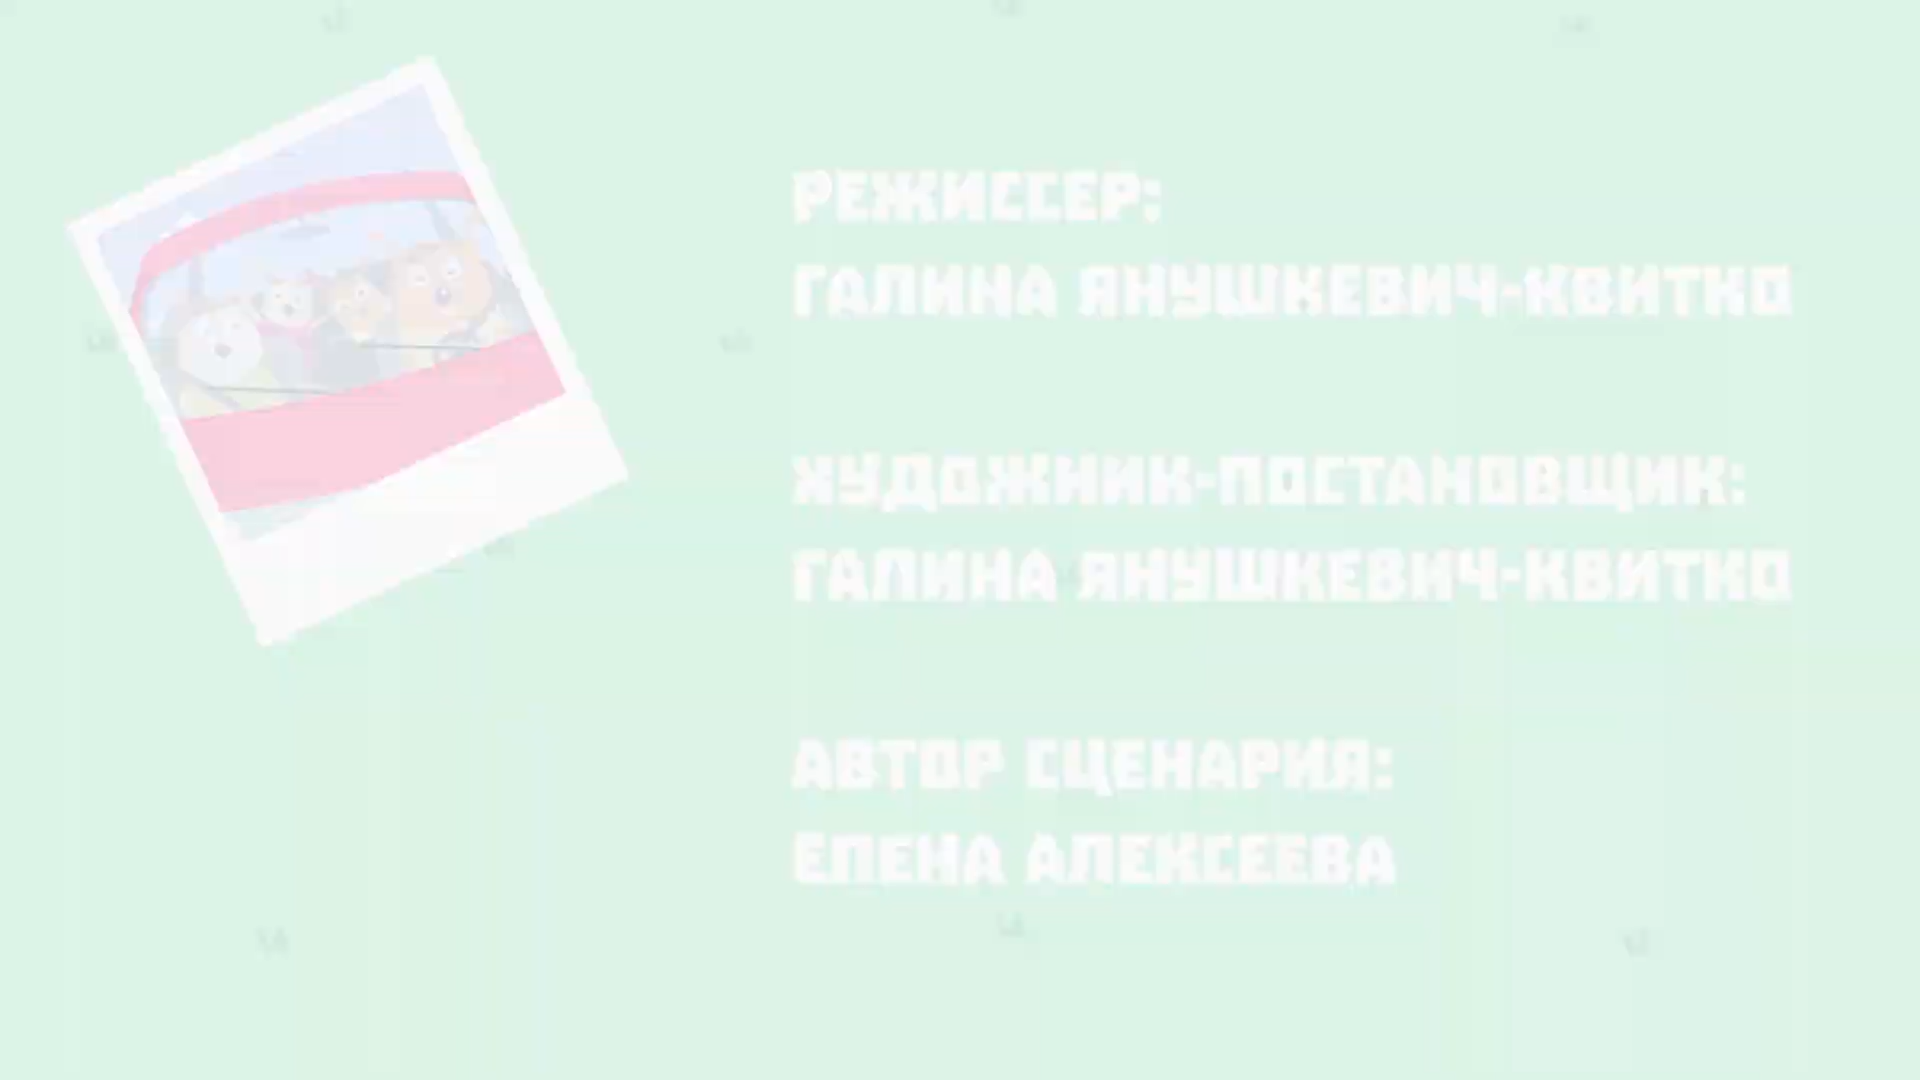 РЕЖИССЕР:
ГАЛИНА ЯНУШКЕВИЧ-КВИТКО
ХУДОЖНИК-ПОСТАНОВЩИК:
ГАЛИНА ЯНУШКЕВИЧ-КВИТКО
АВТОР СЦЕНАРИЯ:
ЕЛЕНА АЛЕКСЕЕВА